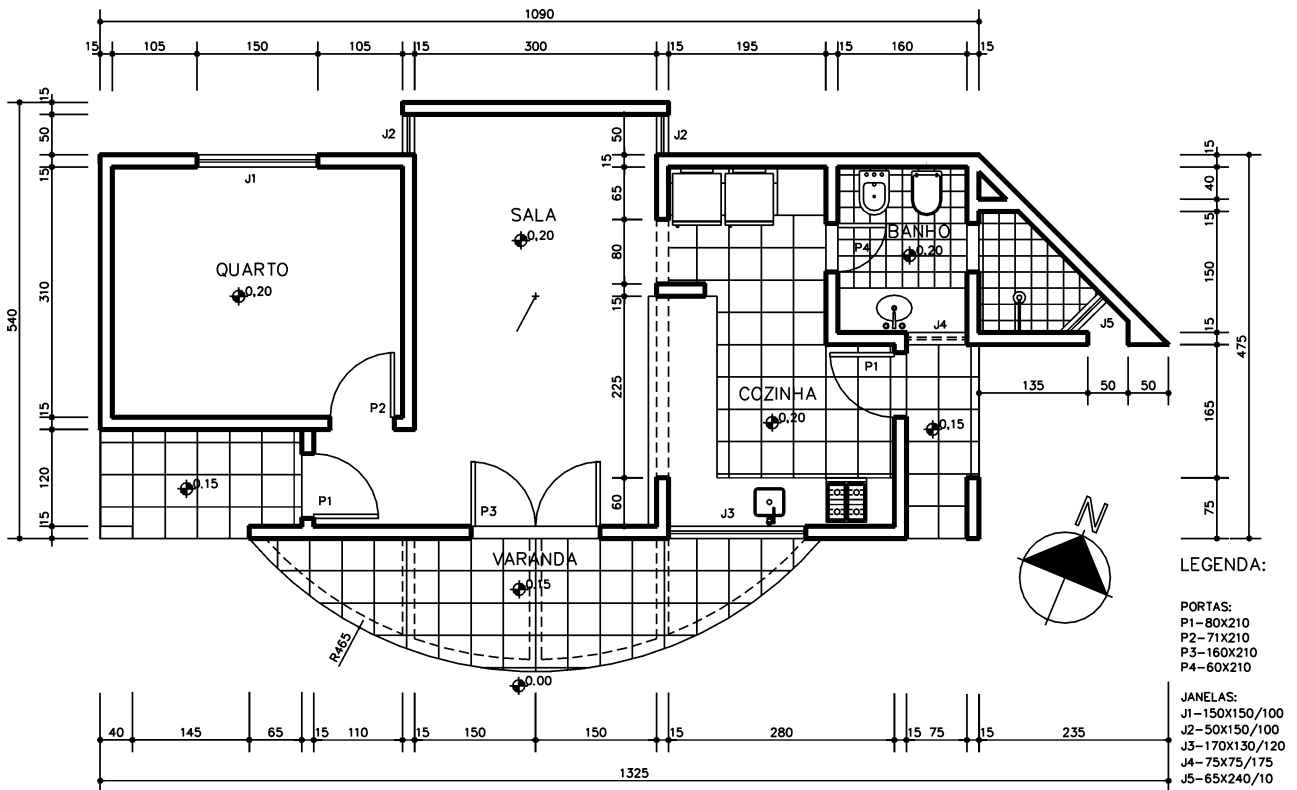 1090
15 105 150 105 15 300 15 195 15 160 15
15
50
15
310
15
120
15
540
J2 J2
J1
SALA
0,20
QUARTO
0,20
50
15
65
80
15
225
60
BANHO
0,20
P4
J4
J5
P1
COZINHA
0,20
0,15
P2
0.15
P1
P3
J3
15
40
15
150
15
165
75
475
135 50 50
N
VARANDA
0.15
R465
0.00
LEGENDA:
PORTAS:
P1-80X210
P2-71X210
P3-160X210
P4-60X210
JANELAS:
J1-150X150/100
J2-50X150/100
J3-170X130/120
J4-75X75/175
J5-65X240/10
40 145 65 15 110 15 150 150 15 280 15 75 15 235
1325